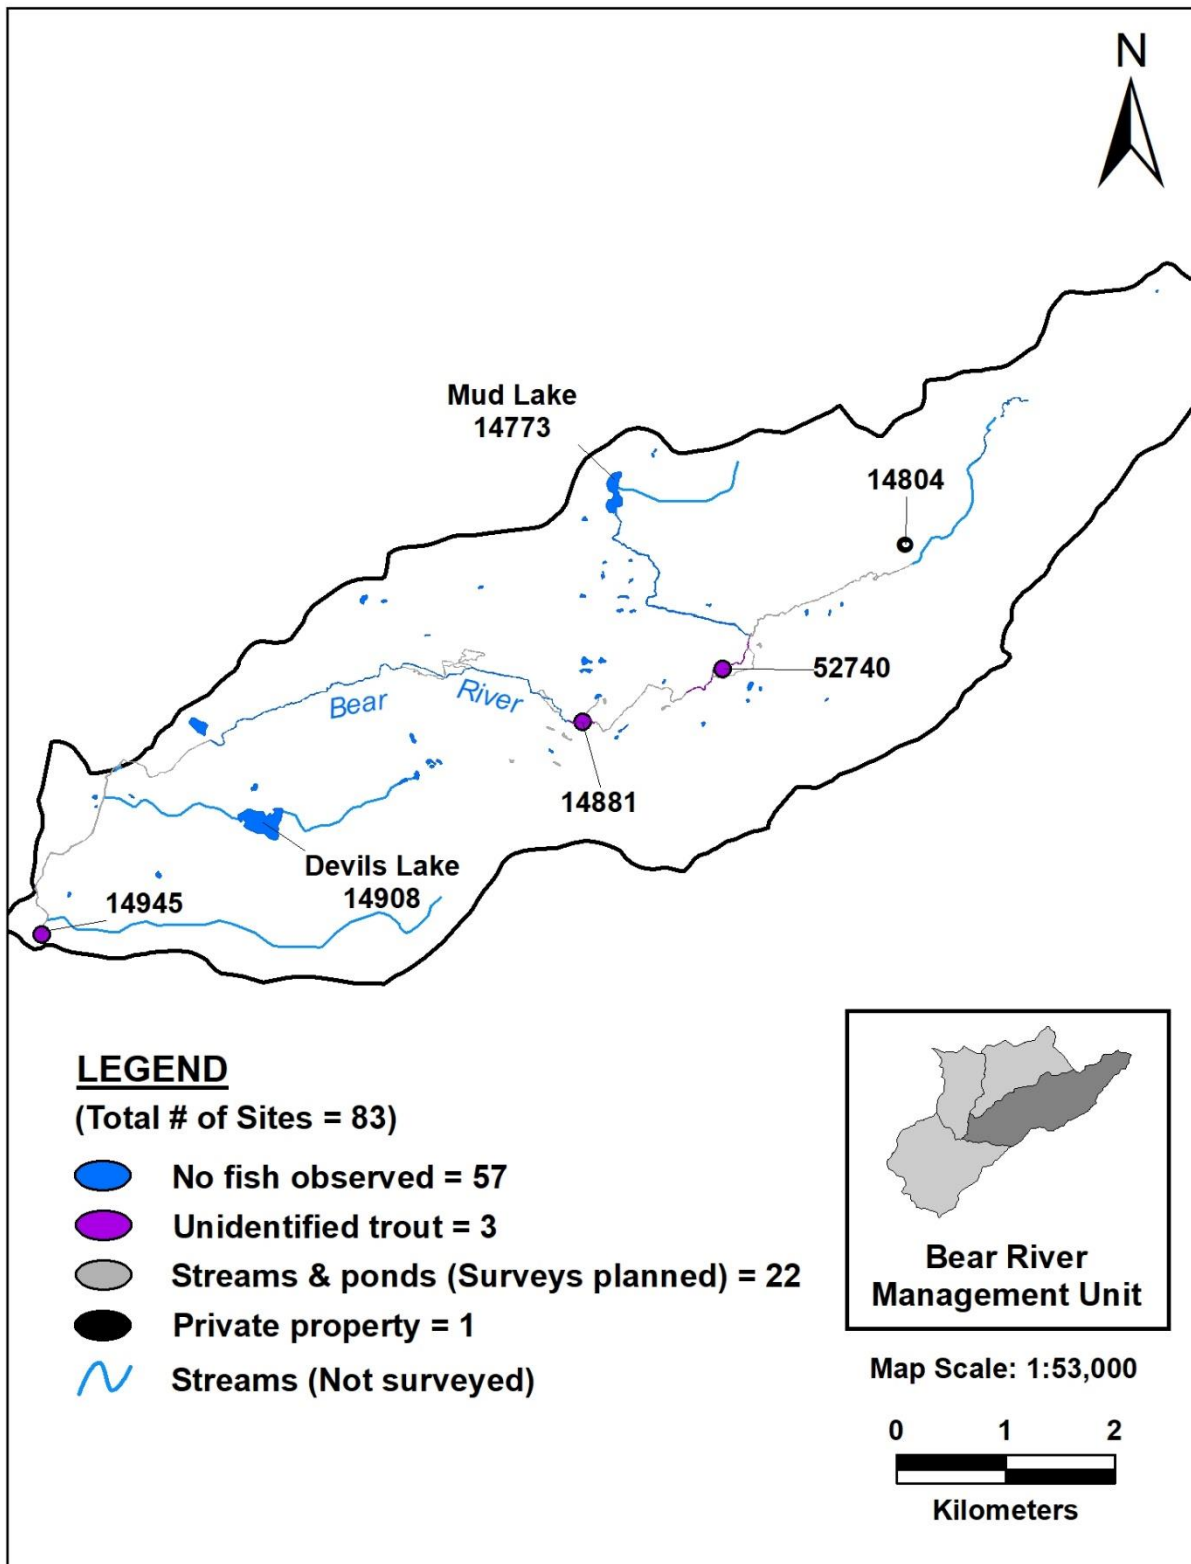 N
Mud Lake
14773
14804
52740
Bear River
14881
Devils Lake
14908
14945
LEGEND
(Total # of Sites = 83)
No fish observed = 57
Unidentified trout = 3
Streams & ponds (Surveys planned) = 22
Private property = 1
Streams (Not surveyed)
Bear River
Management Unit
Map Scale: 1:53,000
0 1 2
Kilometers